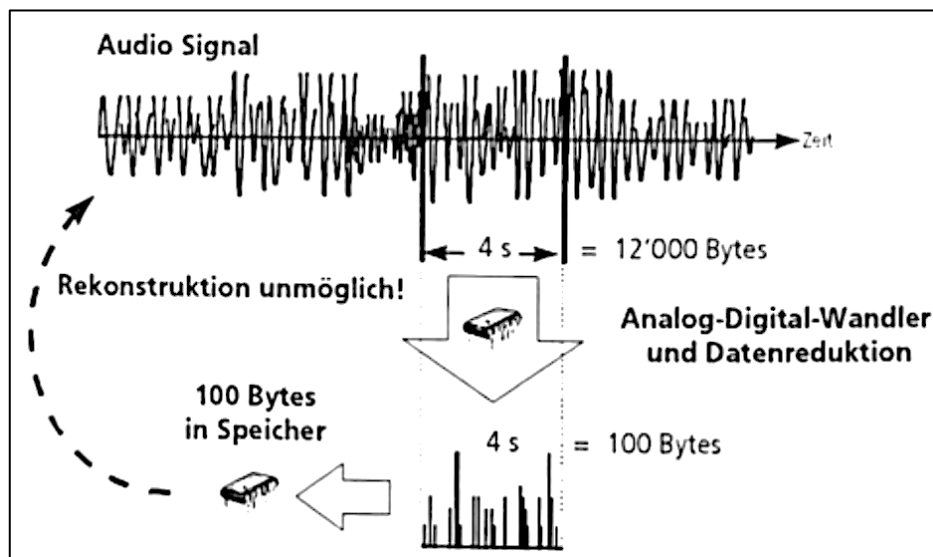 Audio Signal
Zeit
4 s = 12'000 Bytes
Rekonstruktion unmöglich!
Analog-Digital-Wandler
und Datenreduktion
100 Bytes
in Speicher
4 s = 100 Bytes